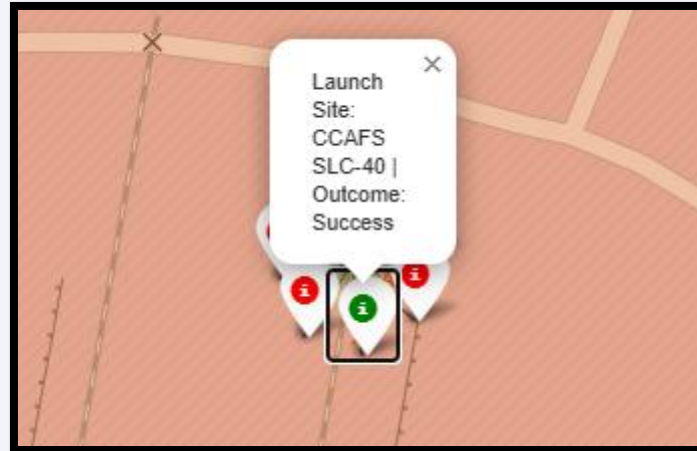 Launch
Site:
CCAFS
SLC-40 |
Outcome:
Success